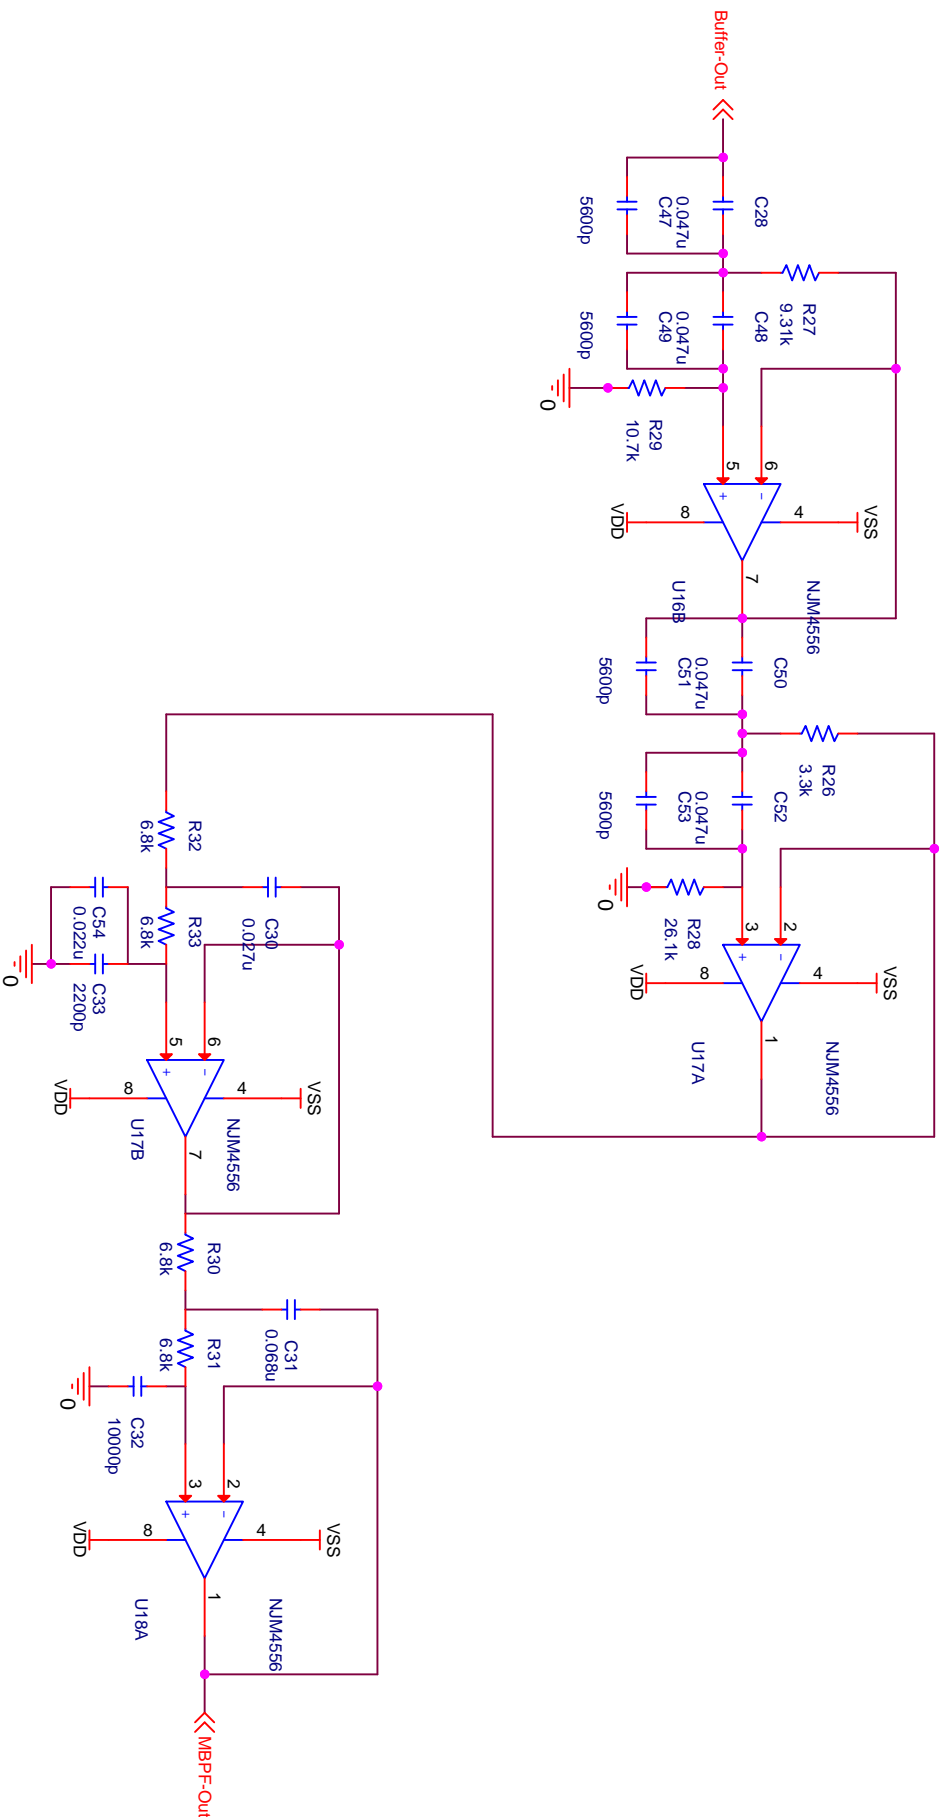 Buffer-Out
C28
0.047u
C47
5600p
R27
9.31k
C48
0.047u
C49
5600p
R29
10.7k
0
6
5
4
8
7
VSS
VDD
NJM4556
U16B
C50
0.047u
C51
5600p
R26
3.3k
C52
0.047u
C53
5600p
R28
26.1k
0
2
3
4
8
1
VSS
VDD
NJM4556
U17A
R32
6.8k
R33
6.8k
C30
0.027u
C54
0.022u
C33
2200p
0
6
5
4
8
7
VSS
VDD
NJM4556
U17B
R30
6.8k
R31
6.8k
C31
0.068u
C32
10000p
0
2
3
4
8
1
VSS
VDD
NJM4556
U18A
MBPF-Out
+
-
+
-
+
-
+
-